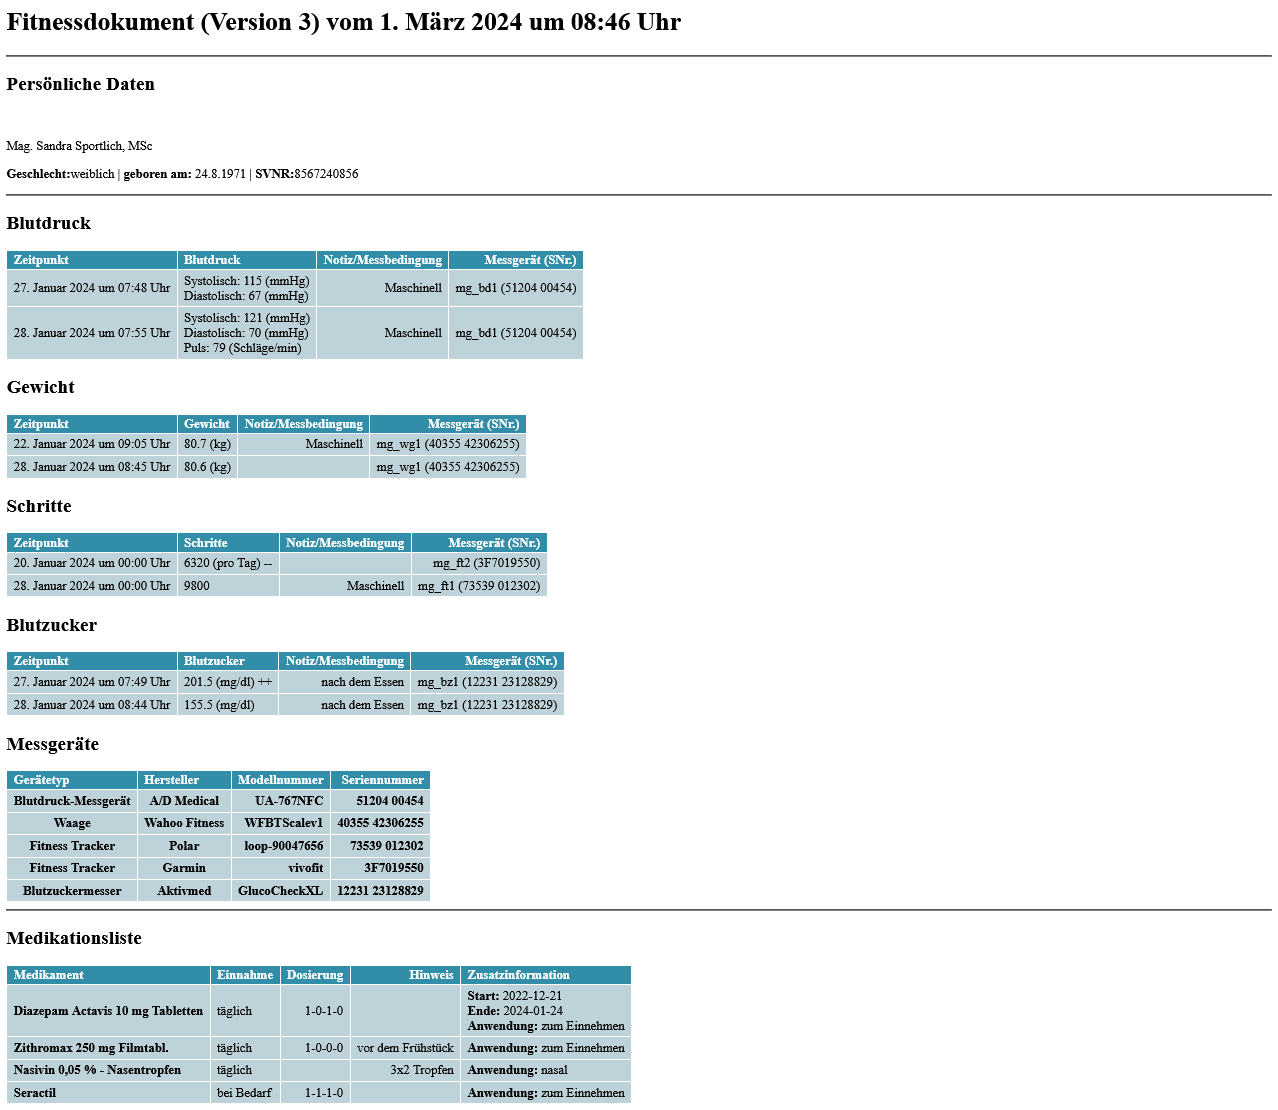 Fitnessdokument (Version 3) vom 1. März 2024 um 08:46 Uhr
Persönliche Daten
Mag. Sandra Sportlich, MSc
Geschlecht:weiblich | geboren am: 24.8.1971 | SVNR:8567240856
Blutdruck
Zeitpunkt Blutdruck Notiz/Messbedingung Messgerät (SNr.)
27. Januar 2024 um 07:48 Uhr Systolisch: 115 (mmHg) Maschinell mg_bd1 (51204 00454)
Diastolisch: 67 (mmHg)
28. Januar 2024 um 07:55 Uhr Systolisch: 121 (mmHg) Maschinell mg_bd1 (51204 00454)
Diastolisch: 70 (mmHg)
Puls: 79 (Schläge/min)
Gewicht
Zeitpunkt Gewicht Notiz/Messbedingung Messgerät (SNr.)
22. Januar 2024 um 09:05 Uhr 80.7 (kg) Maschinell mg_wg1 (40355 42306255)
28. Januar 2024 um 08:45 Uhr 80.6 (kg) mg_wg1 (40355 42306255)
Schritte
Zeitpunkt Schritte Notiz/Messbedingung Messgerät (SNr.)
20. Januar 2024 um 00:00 Uhr 6320 (pro Tag) -- mg_ft2 (3F7019550)
28. Januar 2024 um 00:00 Uhr 9800 Maschinell mg_ft1 (73539 012302)
Blutzucker
Zeitpunkt Blutzucker Notiz/Messbedingung Messgerät (SNr.)
27. Januar 2024 um 07:49 Uhr 201.5 (mg/dl) ++ nach dem Essen mg_bz1 (12231 23128829)
28. Januar 2024 um 08:44 Uhr 155.5 (mg/dl) nach dem Essen mg_bz1 (12231 23128829)
Messgeräte
Gerätetyp Hersteller Modellnummer Seriennummer
Blutdruck-Messgerät A/D Medical UA-767NFC 51204 00454
Waage Wahoo Fitness WFBTScalev1 40355 42306255
Fitness Tracker Polar loop-90047656 73539 012302
Fitness Tracker Garmin vivofit 3F7019550
Blutzuckermesser Aktivmed GlucoCheckXL 12231 23128829
Medikationsliste
Medikament Einnahme Dosierung Hinweis Zusatzinformation
Diazepam Actavis 10 mg Tabletten täglich 1-0-1-0 Start: 2022-12-21
Ende: 2024-01-24
Anwendung: zum Einnehmen
Zithromax 250 mg Filmtabl. täglich 1-0-0-0 vor dem Frühstück Anwendung: zum Einnehmen
Nasivin 0,05 % - Nasentropfen täglich 3x2 Tropfen Anwendung: nasal
Seractil bei Bedarf 1-1-1-0 Anwendung: zum Einnehmen